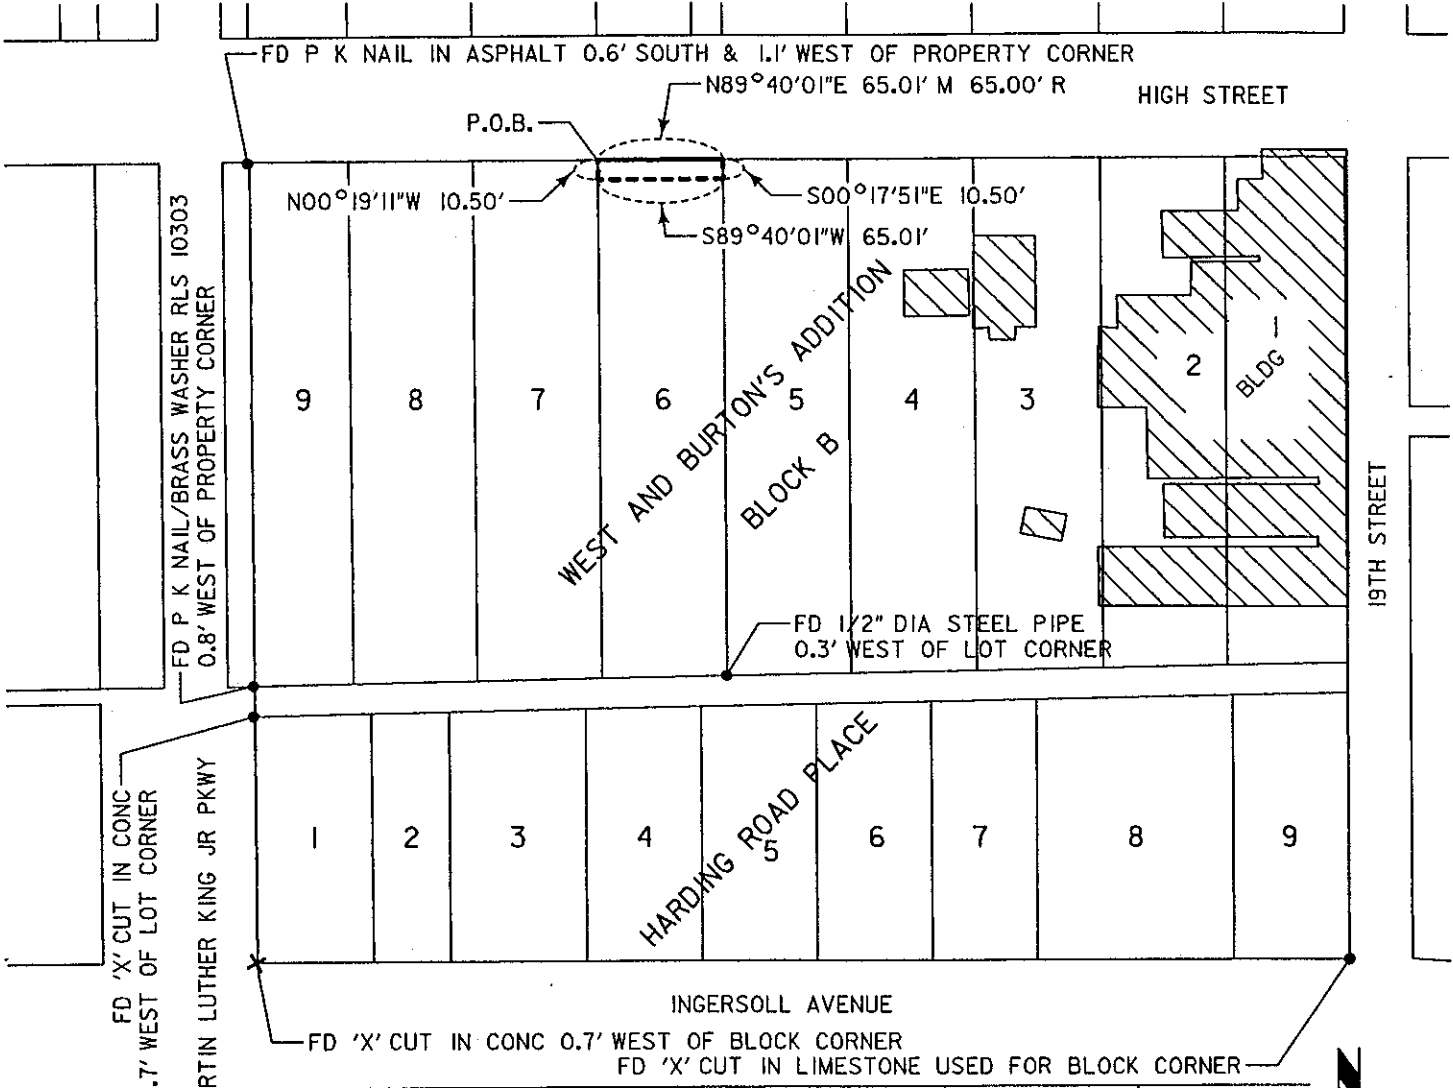 FD P K NAIL IN ASPHALT 0.6' SOUTH & 1.1' WEST OF PROPERTY CORNER
N89°40'01"E 65.01' M 65.00' R
HIGH STREET
P.O.B.
N00°19'11"W 10.50'
S00°17'51"E 10.50'
S89°40'01"W 65.01'
FD P K NAIL/BRASS WASHER RLS 10303
0.8' WEST OF PROPERTY CORNER
9
8
7
6
5
4
3
2
1
BLDG
WEST AND BURTON'S ADDITION
BLOCK B
19TH STREET
FD 1/2" DIA STEEL PIPE
0.3' WEST OF LOT CORNER
FD 'X' CUT IN CONC
.7' WEST OF LOT CORNER
RTIN LUTHER KING JR PKWY
1
2
3
4
5
6
7
8
9
HARDING ROAD PLACE
INGERSOLL AVENUE
FD 'X' CUT IN CONC 0.7' WEST OF BLOCK CORNER
FD 'X' CUT IN LIMESTONE USED FOR BLOCK CORNER
N